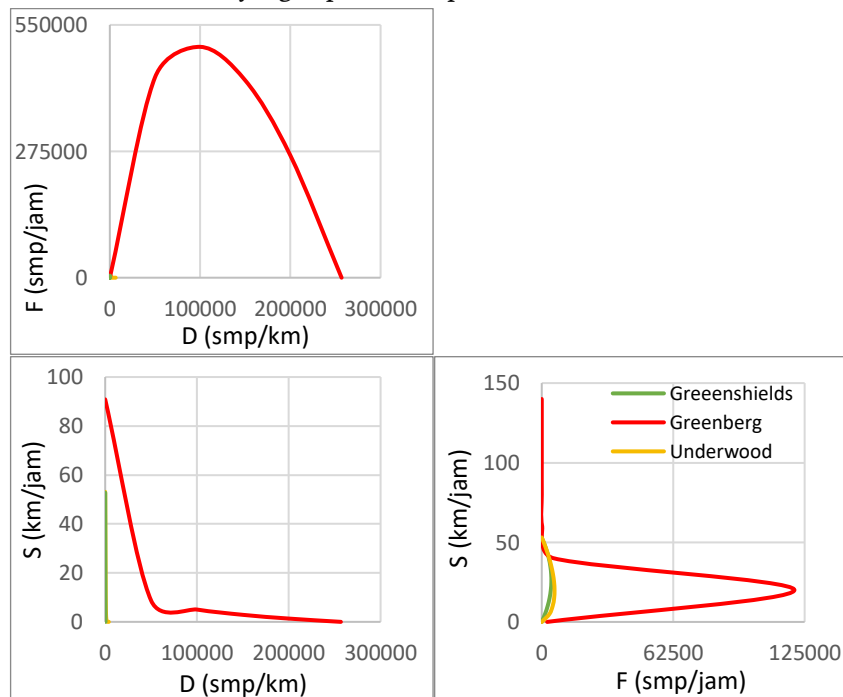 550000
275000
0
F (smp/jam)
0 100000 200000 300000
D (smp/km)
100
80
60
40
20
0
S (km/jam)
0 100000 200000 300000
D (smp/km)
150
100
50
0
S (km/jam)
Greeenshields
Greenberg
Underwood
0 62500 125000
F (smp/jam)